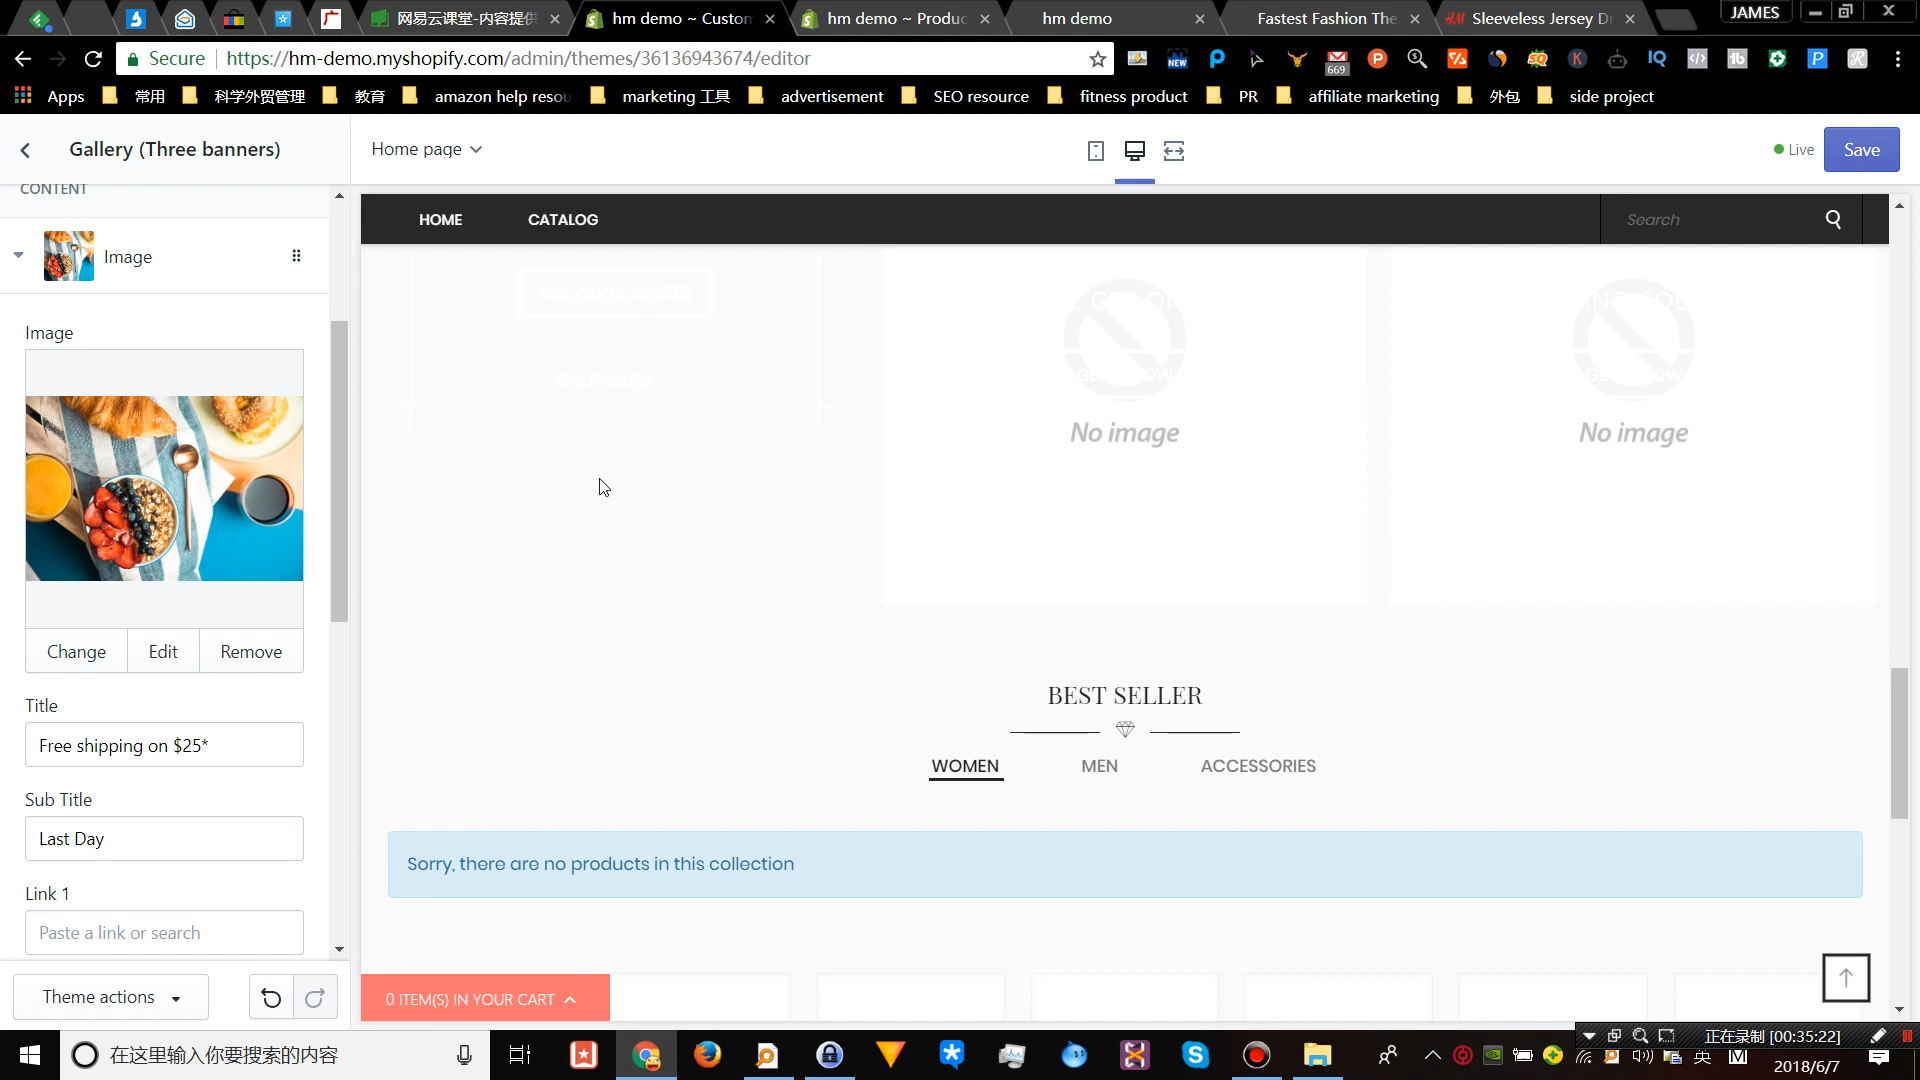 网易云课堂-内容提供
hm demo ~ Custom
hm demo ~ Produc
hm demo
Fastest Fashion The
Sleeveless Jersey Dr
JAMES
Secure
https://hm-demo.myshopify.com/admin/themes/36136943674/editor
NEW
669
Apps
常用
科学外贸管理
教育
amazon help resou
marketing 工具
advertisement
SEO resource
fitness product
PR
affiliate marketing
外包
side project
Gallery (Three banners)
Home page
Live
Save
CONTENT
HOME
CATALOG
Search
Image
Image
SHOP NOW
No image
No image
Change
Edit
Remove
Title
Free shipping on $25*
Sub Title
Last Day
Link 1
Paste a link or search
BEST SELLER
WOMEN
MEN
ACCESSORIES
Sorry, there are no products in this collection
Theme actions
0 ITEM(S) IN YOUR CART
在这里输入你要搜索的内容
正在录制 [00:35:22]
英
M
2018/6/7